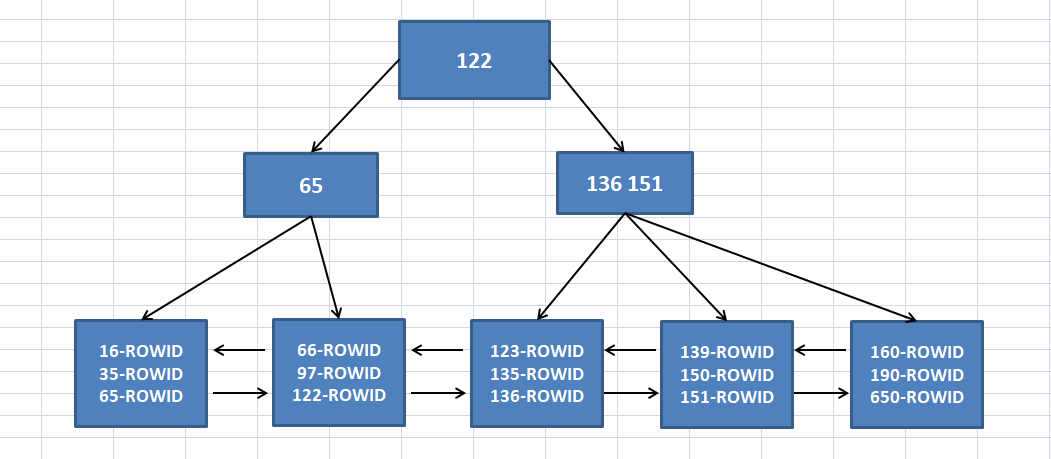 122
65
136 151
16-ROWID
35-ROWID
65-ROWID
66-ROWID
97-ROWID
122-ROWID
123-ROWID
135-ROWID
136-ROWID
139-ROWID
150-ROWID
151-ROWID
160-ROWID
190-ROWID
650-ROWID